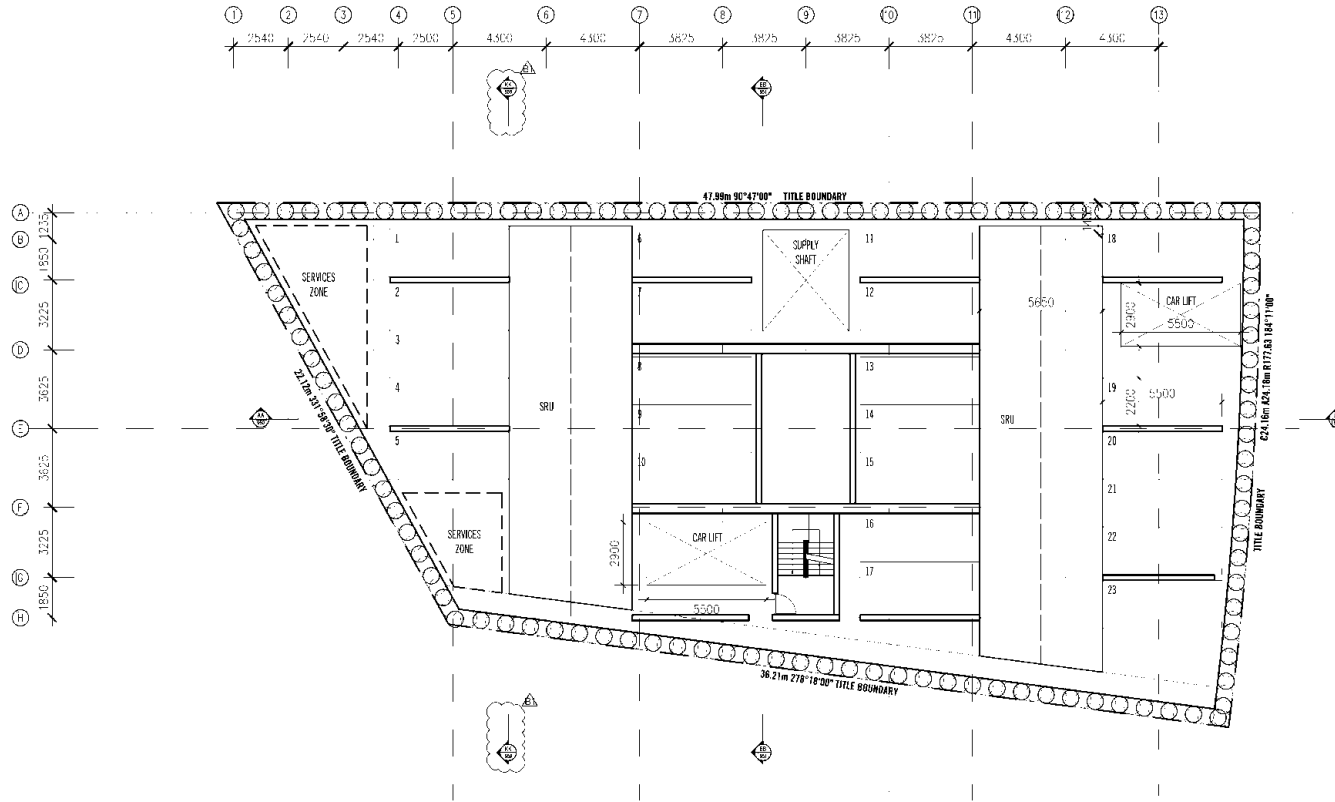 1 2 3 4 5 6 7 8 9 10 11 12 13
2540 2540 2540 2500 4300 4300 3825 3825 3825 3825 4300 4300
B1
BB
47.99m 90°47'00" TITLE BOUNDARY
A
1235
B
1850
C
3225
D
3625
E
3625
F
3225
G
1850
H
SERVICES
ZONE
22.12m 331°58'30" TITLE BOUNDARY
SERVICES
ZONE
1
2
3
4
5
SRU
6
7
8
9
10
SUPPLY
SHAFT
11
12
13
14
15
16
17
CAR LIFT
2900
5500
SRU
5650
18
CAR LIFT
2900
5500
19
2200
5500
20
21
22
23
C24.16m A24.18m R177.63 184°11'00"
TITLE BOUNDARY
36.21m 278°18'00" TITLE BOUNDARY
AA
B1
BB